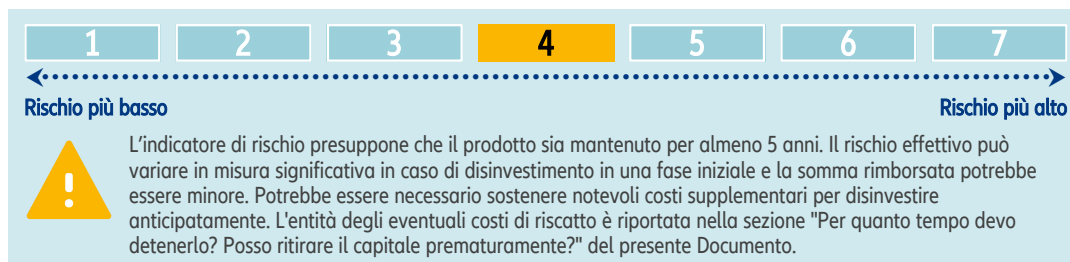 1 2 3 4 5 6 7
Rischio più basso Rischio più alto
L'indicatore di rischio presuppone che il prodotto sia mantenuto per almeno 5 anni. Il rischio effettivo può
variare in misura significativa in caso di disinvestimento in una fase iniziale e la somma rimborsata potrebbe
essere minore. Potrebbe essere necessario sostenere notevoli costi supplementari per disinvestire
anticipatamente. L'entità degli eventuali costi di riscatto è riportata nella sezione "Per quanto tempo devo
detenerlo? Posso ritirare il capitale prematuramente?" del presente Documento.